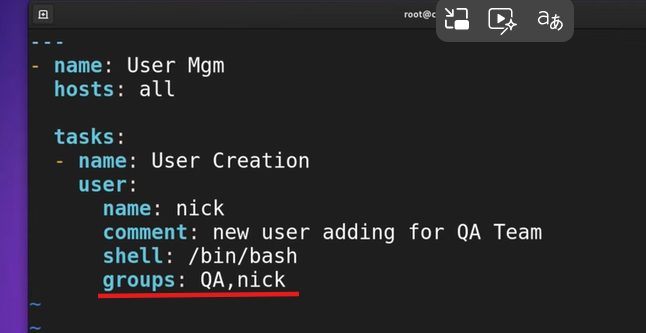 root@
---
- name: User Mgm
  hosts: all
  tasks:
  - name: User Creation
    user:
      name: nick
      comment: new user adding for QA Team
      shell: /bin/bash
      groups: QA,nick
~
~